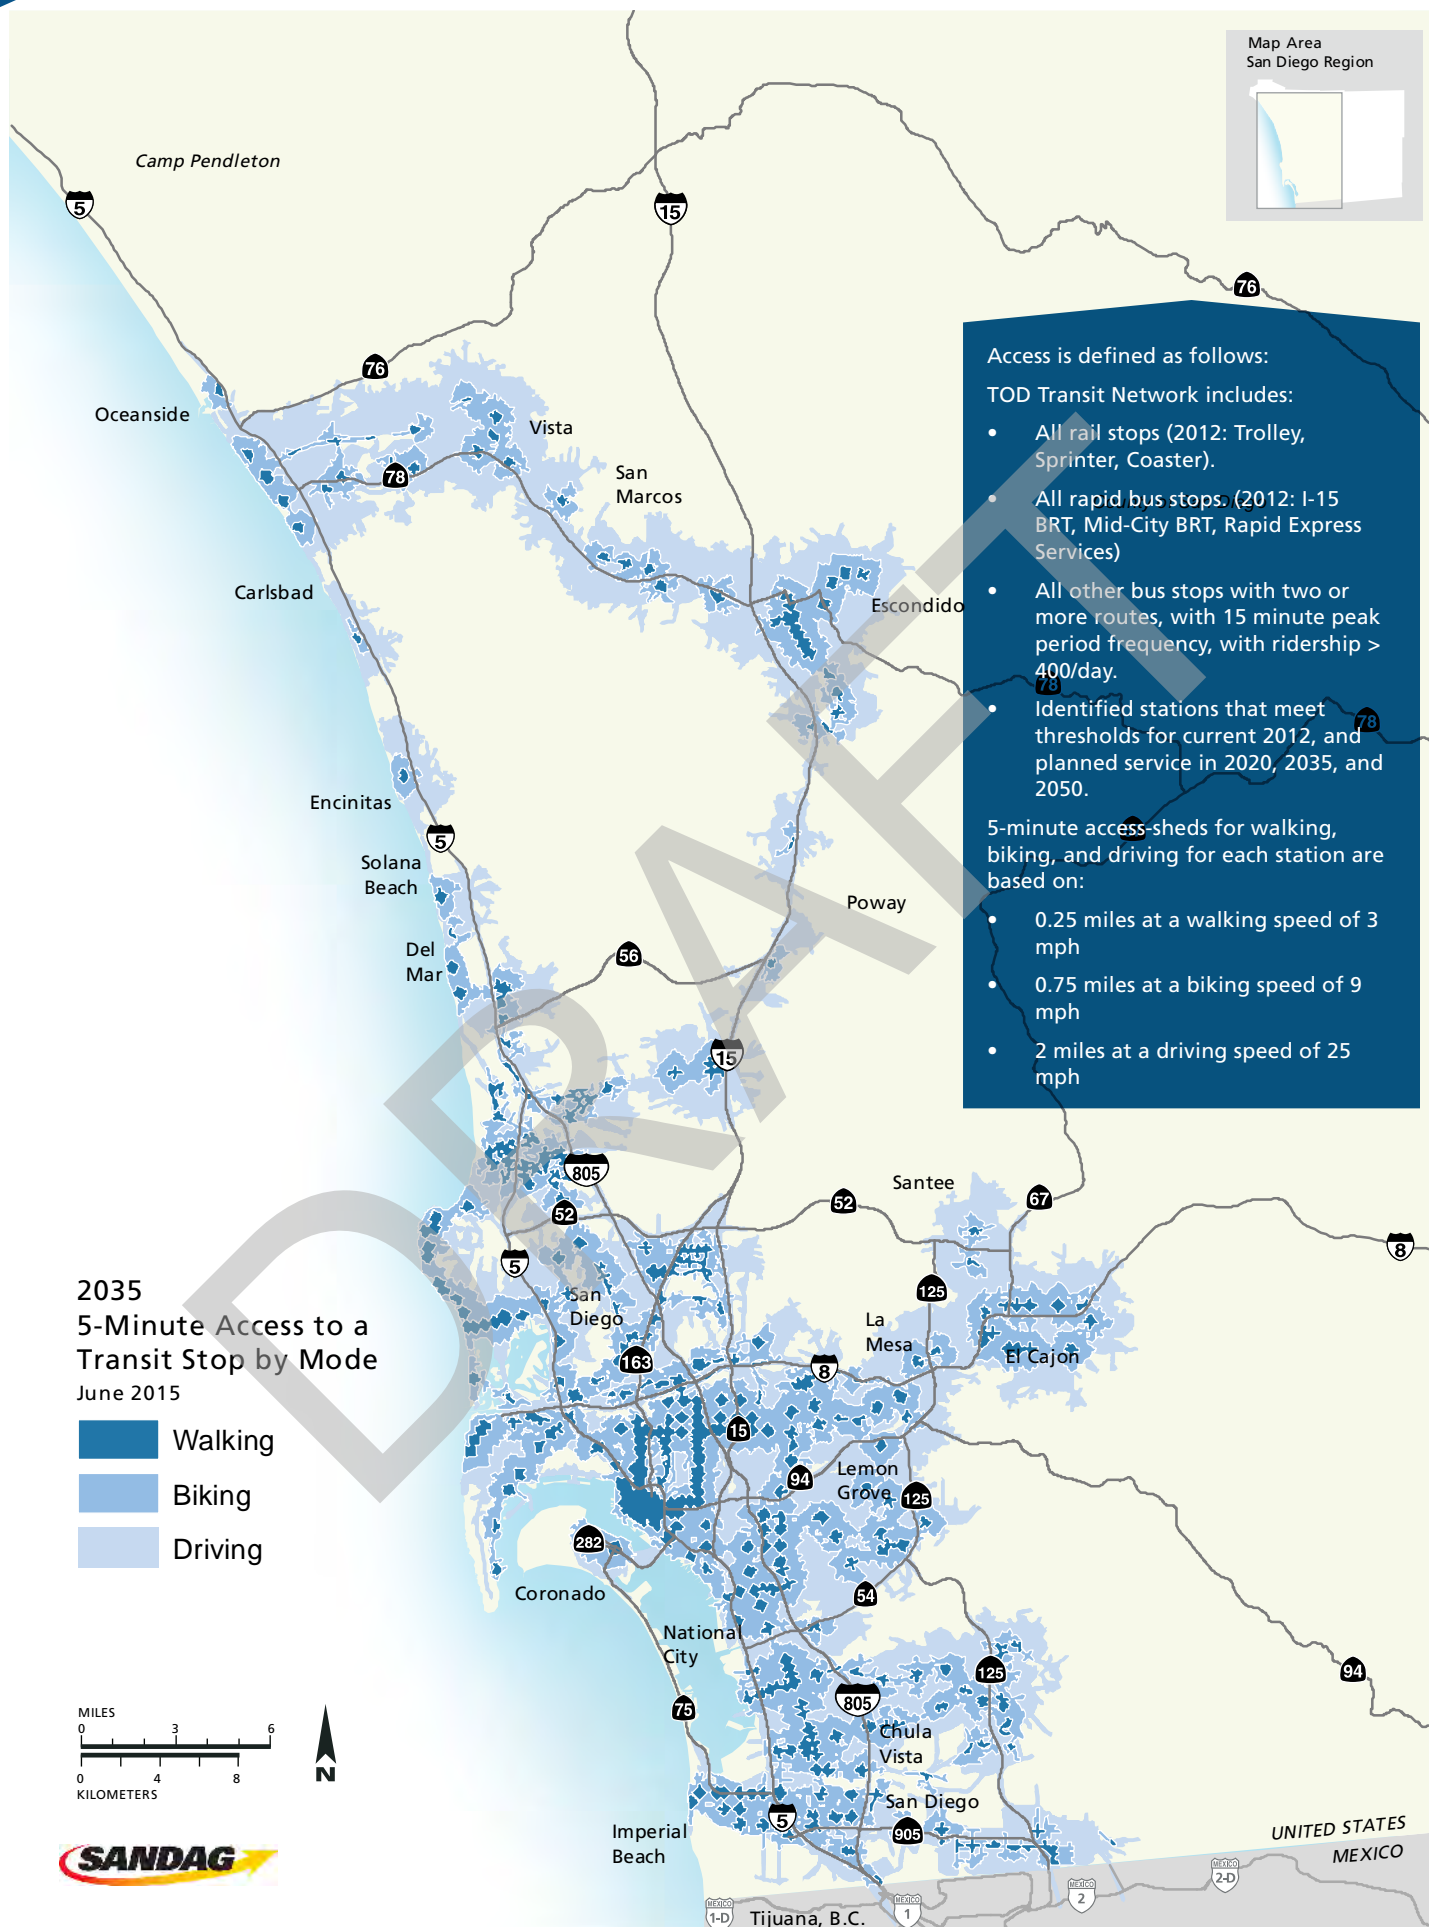 Map Area
San Diego Region
Camp Pendleton
5
15
76
76
Access is defined as follows:
TOD Transit Network includes:
• All rail stops (2012: Trolley,
Sprinter, Coaster).
• All rapid bus stops. (2012: I-15
BRT, Mid-City BRT, Rapid Express
Services)
• All other bus stops with two or
more routes, with 15 minute peak
period frequency, with ridership >
400/day.
• Identified stations that meet
thresholds for current 2012, and
planned service in 2020, 2035, and
2050.
5-minute access-sheds for walking,
biking, and driving for each station are
based on:
• 0.25 miles at a walking speed of 3
mph
• 0.75 miles at a biking speed of 9
mph
• 2 miles at a driving speed of 25
mph
78
78
Oceanside
Vista
78
San
Marcos
Carlsbad
Escondido
Encinitas
5
Solana
Beach
Poway
Del
Mar
56
15
DRAFT
805
Santee
52
52
67
5
8
125
San
Diego
La
Mesa
163
8
El Cajon
15
94
Lemon
Grove
125
282
Coronado
54
National
City
125
94
805
75
Chula
Vista
San Diego
5
905
Imperial
Beach
UNITED STATES
MEXICO
MEXICO
2-D
MEXICO
2
MEXICO
1
MEXICO
1-D
Tijuana, B.C.
2035
5-Minute Access to a
Transit Stop by Mode
June 2015
Walking
Biking
Driving
MILES
0 3 6
0 4 8
KILOMETERS
N
SANDAG